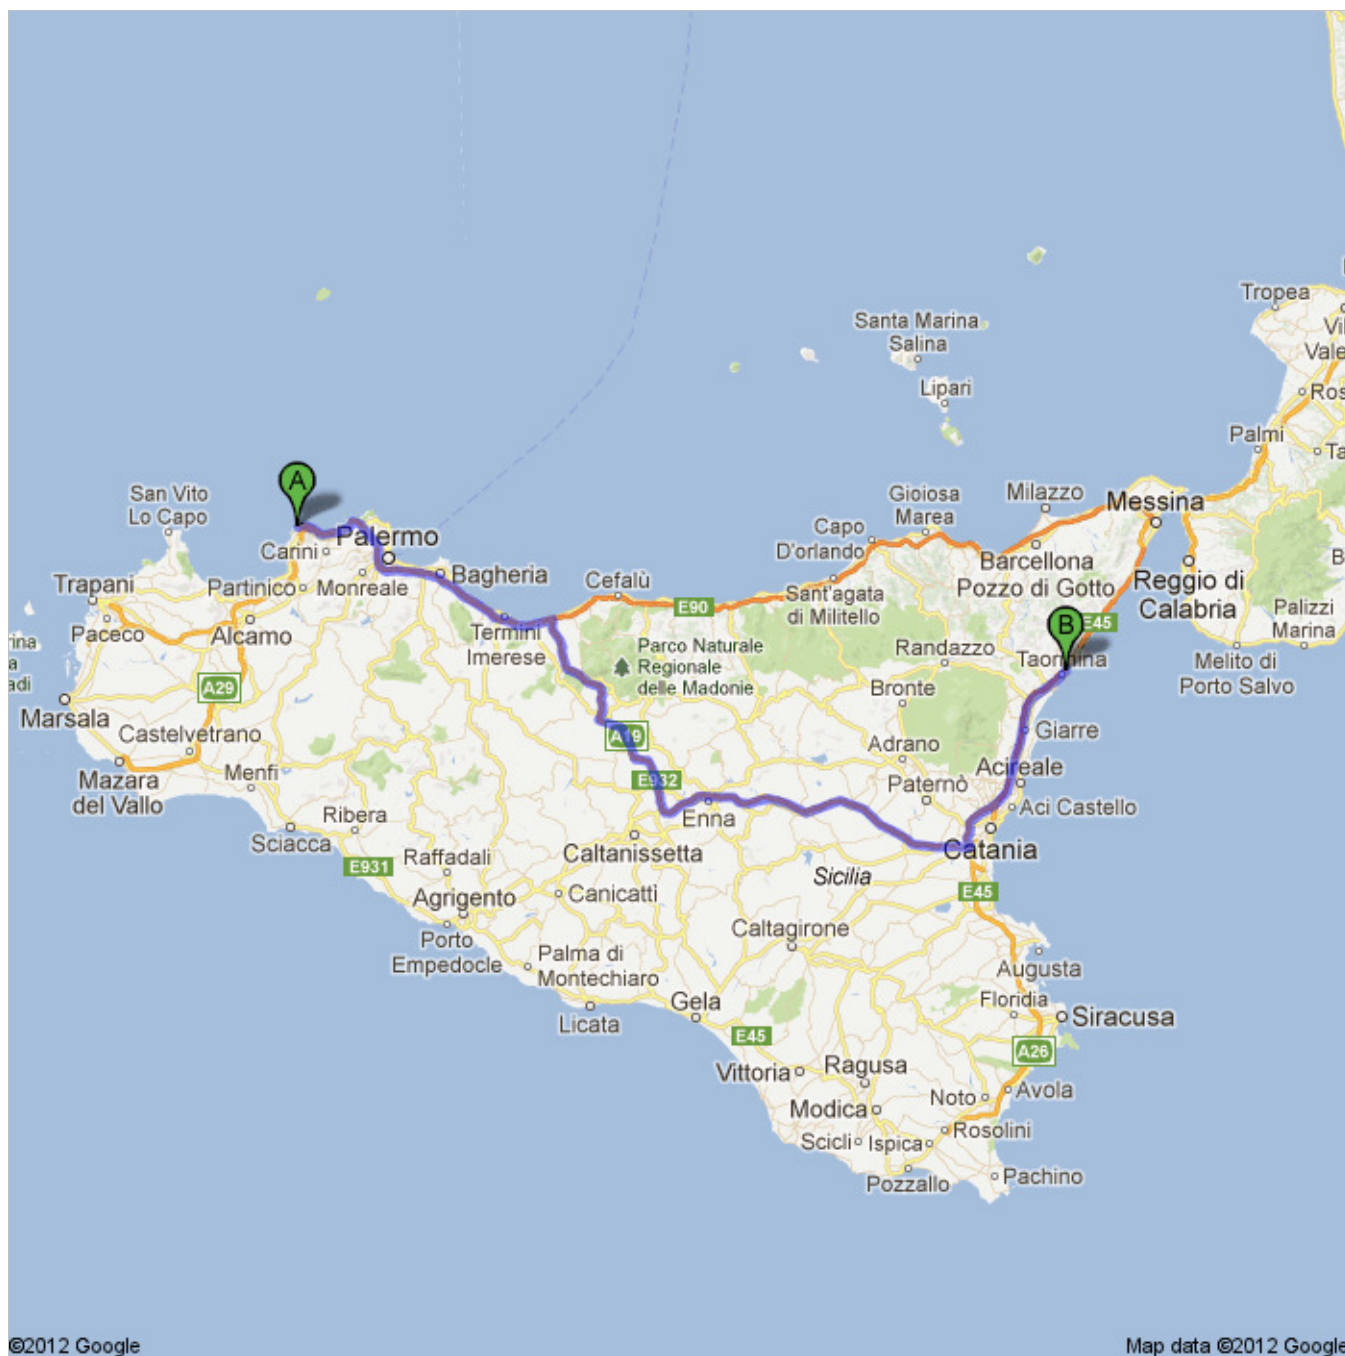 Tropea
Santa Marina
Salina
Lipari
Palmi
A
San Vito
Lo Capo
Gioiosa
Marea
Milazzo
Messina
Capo
D'orlando
Palermo
Carini
Trapani
Partinico
Monreale
Bagheria
Cefalù
E90
Sant'agata
di Militello
Barcellona
Pozzo di Gotto
Reggio di
Calabria
Paceco
Alcamo
Termini
Imerese
Parco Naturale
Regionale
delle Madonie
Randazzo
B
E45
Taormina
Palizzi
Marina
Melito di
Porto Salvo
A29
Marsala
Bronte
Castelvetrano
A19
Giarre
Mazara
del Vallo
Menfi
E932
Adrano
Acireale
Paternò
Aci Castello
Ribera
Sciacca
Enna
Caltanissetta
Catania
E931
Raffadali
Sicilia
Canicattì
E45
Agrigento
Caltagirone
Porto
Empedocle
Palma di
Montechiaro
Augusta
Licata
Gela
Floridia
Siracusa
E45
A26
Vittoria
Ragusa
Avola
Noto
Modica
Rosolini
Scicli
Ispica
Pozzallo
Pachino
©2012 Google
Map data ©2012 Google